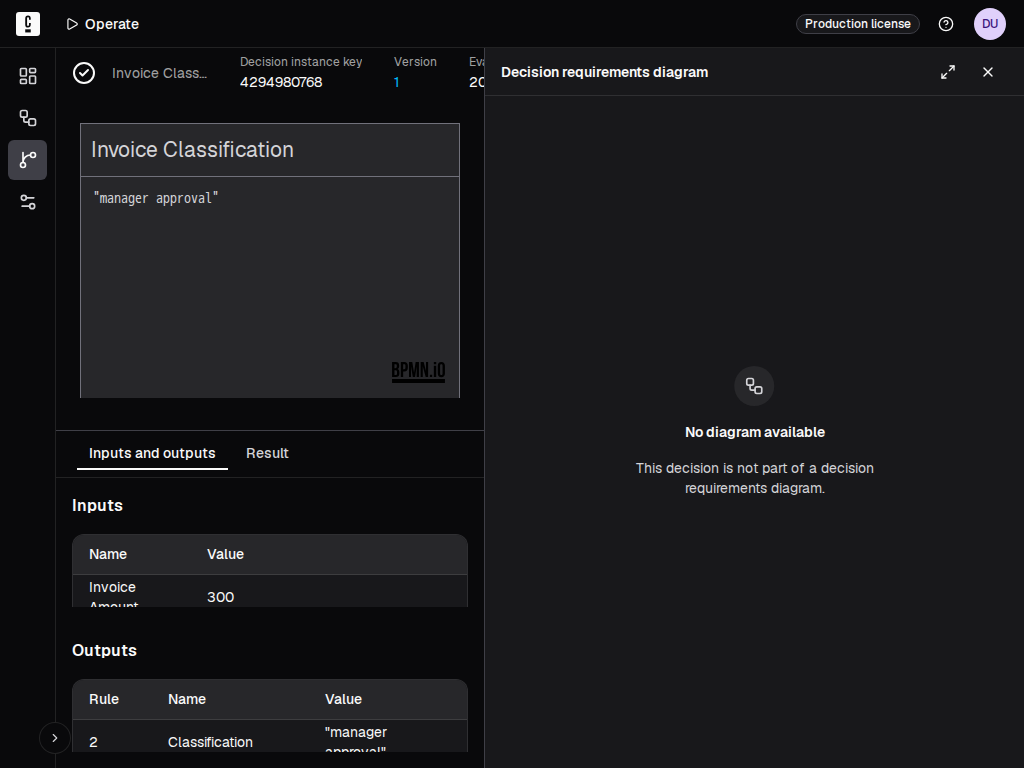 Operate
Production license
DU
Invoice Class...
Decision instance key
4294980768
Version
1
Decision requirements diagram
Invoice Classification
"manager approval"
BPMN.iO
No diagram available
This decision is not part of a decision
requirements diagram.
Inputs and outputs
Result
Inputs
Name
Value
Invoice
Amount
300
Outputs
Rule
Name
Value
2
Classification
"manager
approval"